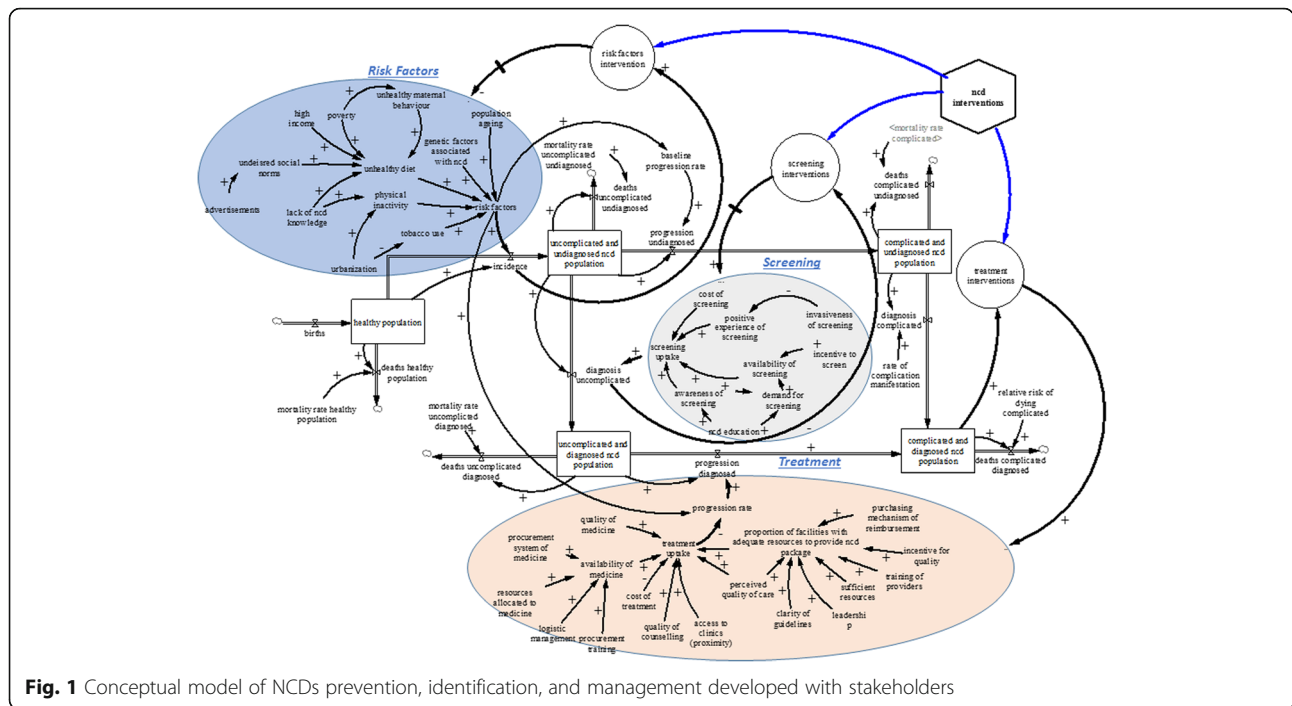 risk factors
intervention
ncd
interventions
screening
interventions
treatment
interventions
Risk Factors
unhealthy maternal
behaviour
high
income
poverty
population
ageing
genetic factors
associated
with ncd
undeisred social
norms
unhealthy diet
advertisements
lack of ncd
knowledge
physical
inactivity
risk factors
tobacco use
urbanization
mortality rate
uncomplicated
undiagnosed
baseline
progression rate
deaths
uncomplicated
undiagnosed
progression
undiagnosed
<mortality rate
complicated>
deaths
complicated
undiagnosed
uncomplicated and
undiagnosed ncd
population
complicated and
undiagnosed ncd
population
incidence
healthy population
births
deaths healthy
population
mortality rate healthy
population
Screening
cost of
screening
positive
experience of
screening
invasiveness
of screening
screening
uptake
incentive to
screen
availability of
screening
awareness of
screening
demand for
screening
ncd education
diagnosis
uncomplicated
diagnosis
complicated
rate of
complication
manifestation
mortality rate
uncomplicated
diagnosed
deaths uncomplicated
diagnosed
uncomplicated and
diagnosed ncd
population
progression
diagnosed
complicated and
diagnosed ncd
population
relative risk of
dying
complicated
deaths complicated
diagnosed
Treatment
progression rate
quality of
medicine
procurement
system of
medicine
availability of
medicine
treatment
uptake
proportion of facilities with
adequate resources to provide ncd
package
purchasing
mechanism of
reimbursement
incentive for
quality
training of
providers
sufficient
resources
leadershi
p
clarity of
guidelines
perceived
quality of care
access to
clinics
(proximity)
quality of
counselling
cost of
treatment
resources
allocated to
medicine
logistic
management
procurement
training
Fig. 1 Conceptual model of NCDs prevention, identification, and management developed with stakeholders